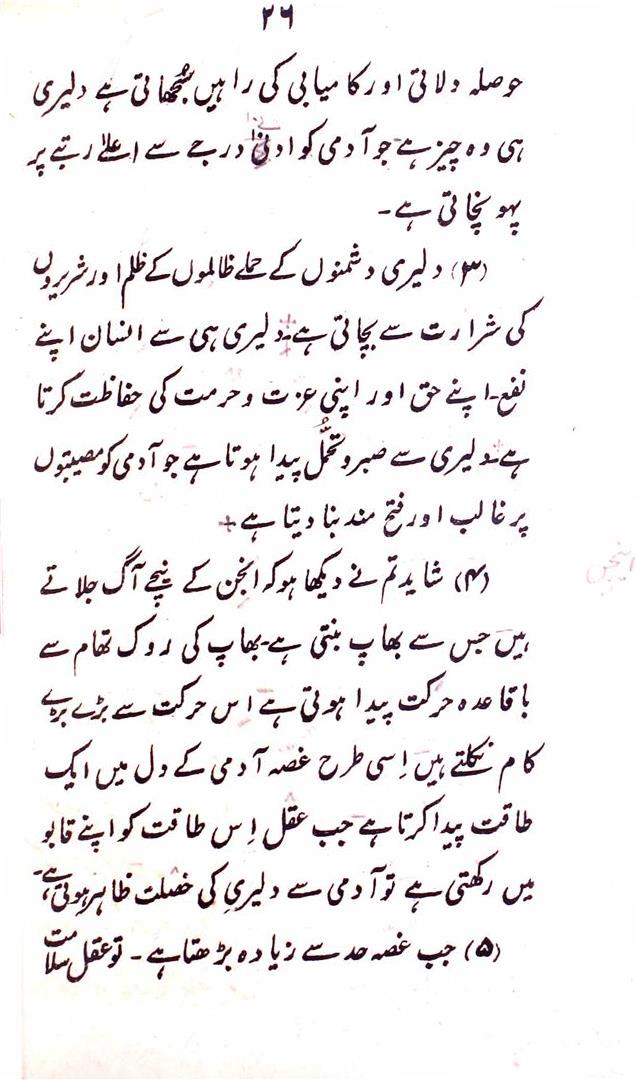 ۲۶
حوصلہ دلاتی اور کامیابی کی راہیں سُجھاتی ہے دلیری
ہی وہ چیز ہے جو آدمی کو ادنیٰ درجے سے اعلےٰ رتبے پر
پہونچاتی ہے۔
(۳) دلیری دشمنوں کے حملے ظالموں کے ظلم اور شریروں
کی شرارت سے بچاتی ہے۔ دلیری ہی سے انسان اپنے
نفع۔ اپنے حق اور اپنی عزت و حرمت کی حفاظت کرتا
ہے۔ دلیری سے صبر و تحمُّل پیدا ہوتا ہے جو آدمی کو مصیبتوں
پر غالب اور فتح مند بنا دیتا ہے +
(۴) شاید تم نے دیکھا ہو کہ انجن کے نیچے آگ جلاتے
ہیں جس سے بھاپ بنتی ہے۔ بھاپ کی روک تھام سے
باقاعدہ حرکت پیدا ہوتی ہے اس حرکت سے بڑے بڑے
کام نکلتے ہیں اِسی طرح غصہ آدمی کے دل میں ایک
طاقت پیدا کرتا ہے جب عقل اِس طاقت کو اپنے قابو
میں رکھتی ہے تو آدمی سے دلیری کی خصلت ظاہر ہوتی ہے۔
(۵) جب غصہ حد سے زیادہ بڑھتا ہے۔ تو عقل سلامت